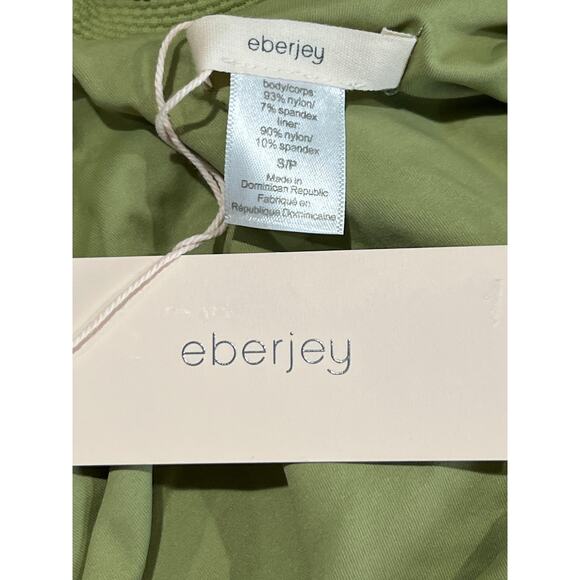 eberjey
body/corps
93% nylon/
7% spandex
liner:
90% nylon/
10% spandex
S/P
Made in
Dominican Republic
Fabriqué en
République Dominicaine
eberjey